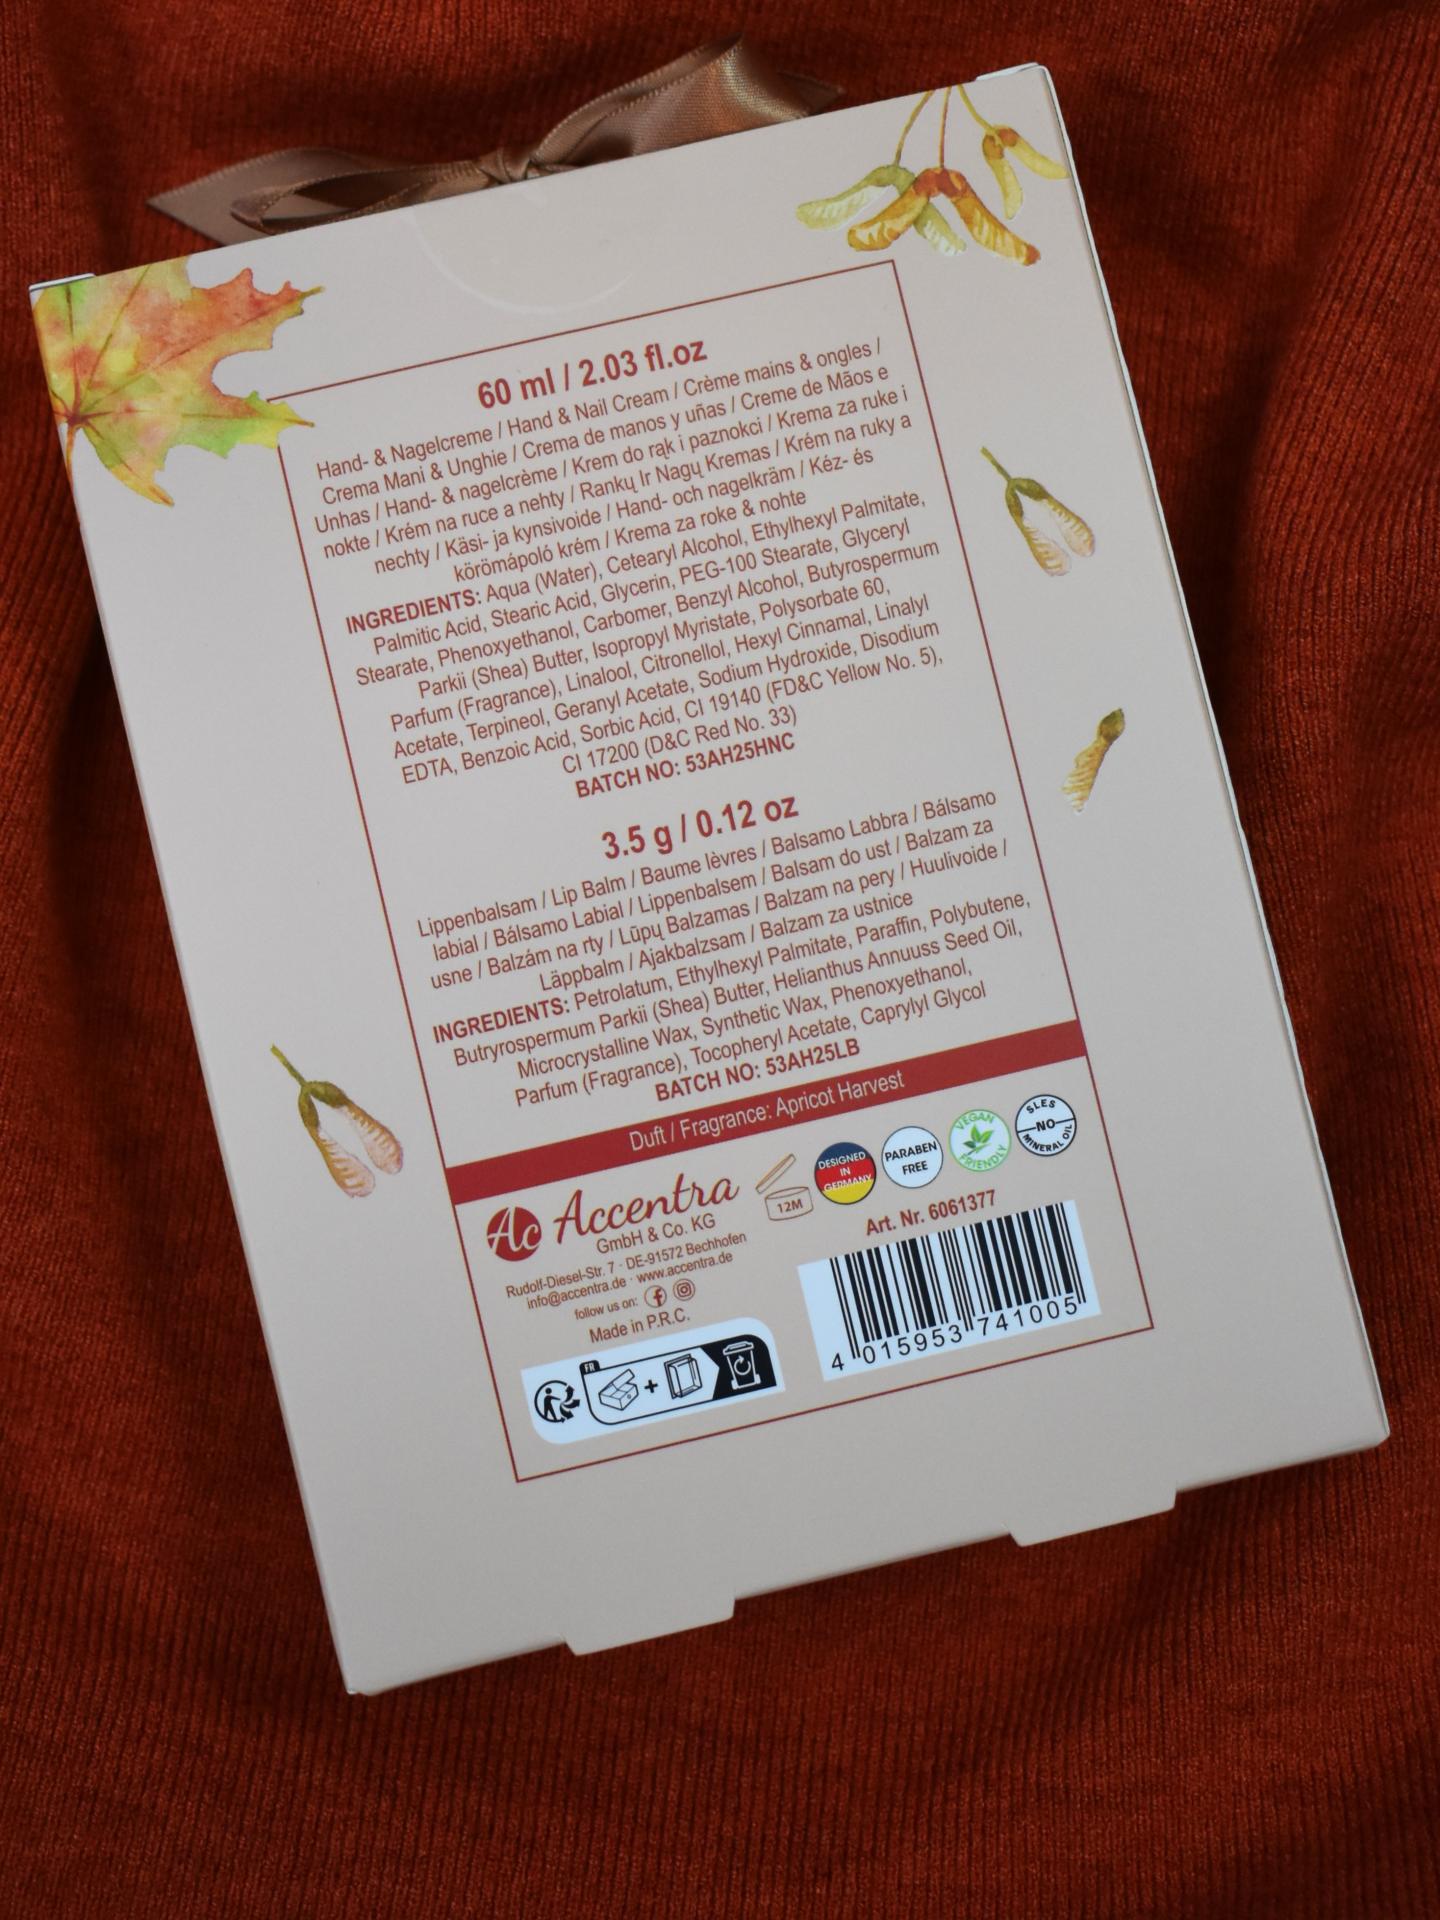 60 ml / 2.03 fl.oz
Hand- & Nagelcreme / Hand & Nail Cream / Crème mains & ongles /
Crema Mani & Unghie / Crema de manos y uñas / Creme de Mãos e
Unhas / Hand- & nagelcrème / Krem do rąk i paznokci / Krema za ruke i
nokte / Krém na ruce a nehty / Rankų Ir Nagų Kremas / Krém na ruky a
nechty / Käsi- ja kynsivoide / Hand- och nagelkräm / Kéz- és
körömápoló krém / Krema za roke & nohte
INGREDIENTS: Aqua (Water), Cetearyl Alcohol, Ethylhexyl Palmitate,
Palmitic Acid, Stearic Acid, Glycerin, PEG-100 Stearate, Glyceryl
Stearate, Phenoxyethanol, Carbomer, Benzyl Alcohol, Butyrospermum
Parkii (Shea) Butter, Isopropyl Myristate, Polysorbate 60,
Parfum (Fragrance), Linalool, Citronellol, Hexyl Cinnamal, Linalyl
Acetate, Terpineol, Geranyl Acetate, Sodium Hydroxide, Disodium
EDTA, Benzoic Acid, Sorbic Acid, CI 19140 (FD&C Yellow No. 5),
CI 17200 (D&C Red No. 33)
BATCH NO: 53AH25HNC
3.5 g / 0.12 oz
Lippenbalsam / Lip Balm / Baume lèvres / Balsamo Labbra / Bálsamo
labial / Bálsamo Labial / Lippenbalsem / Balsam do ust / Balzam za
usne / Balzám na rty / Lūpų Balzamas / Balzam na pery / Huulivoide /
Läppbalm / Ajakbalzsam / Balzam za ustnice
INGREDIENTS: Petrolatum, Ethylhexyl Palmitate, Paraffin, Polybutene,
Butryrospermum Parkii (Shea) Butter, Helianthus Annuuss Seed Oil,
Microcrystalline Wax, Synthetic Wax, Phenoxyethanol,
Parfum (Fragrance), Tocopheryl Acetate, Caprylyl Glycol
BATCH NO: 53AH25LB
Duft / Fragrance: Apricot Harvest
Ac Accentra
GmbH & Co. KG
Rudolf-Diesel-Str. 7 · DE-91572 Bechhofen
info@accentra.de · www.accentra.de
follow us on:
Made in P.R.C.
FR
12M
DESIGNED
IN
GERMANY
PARABEN
FREE
VEGAN
FRIENDLY
SLES
NO
MINERAL OIL
Art. Nr. 6061377
4 015953 741005